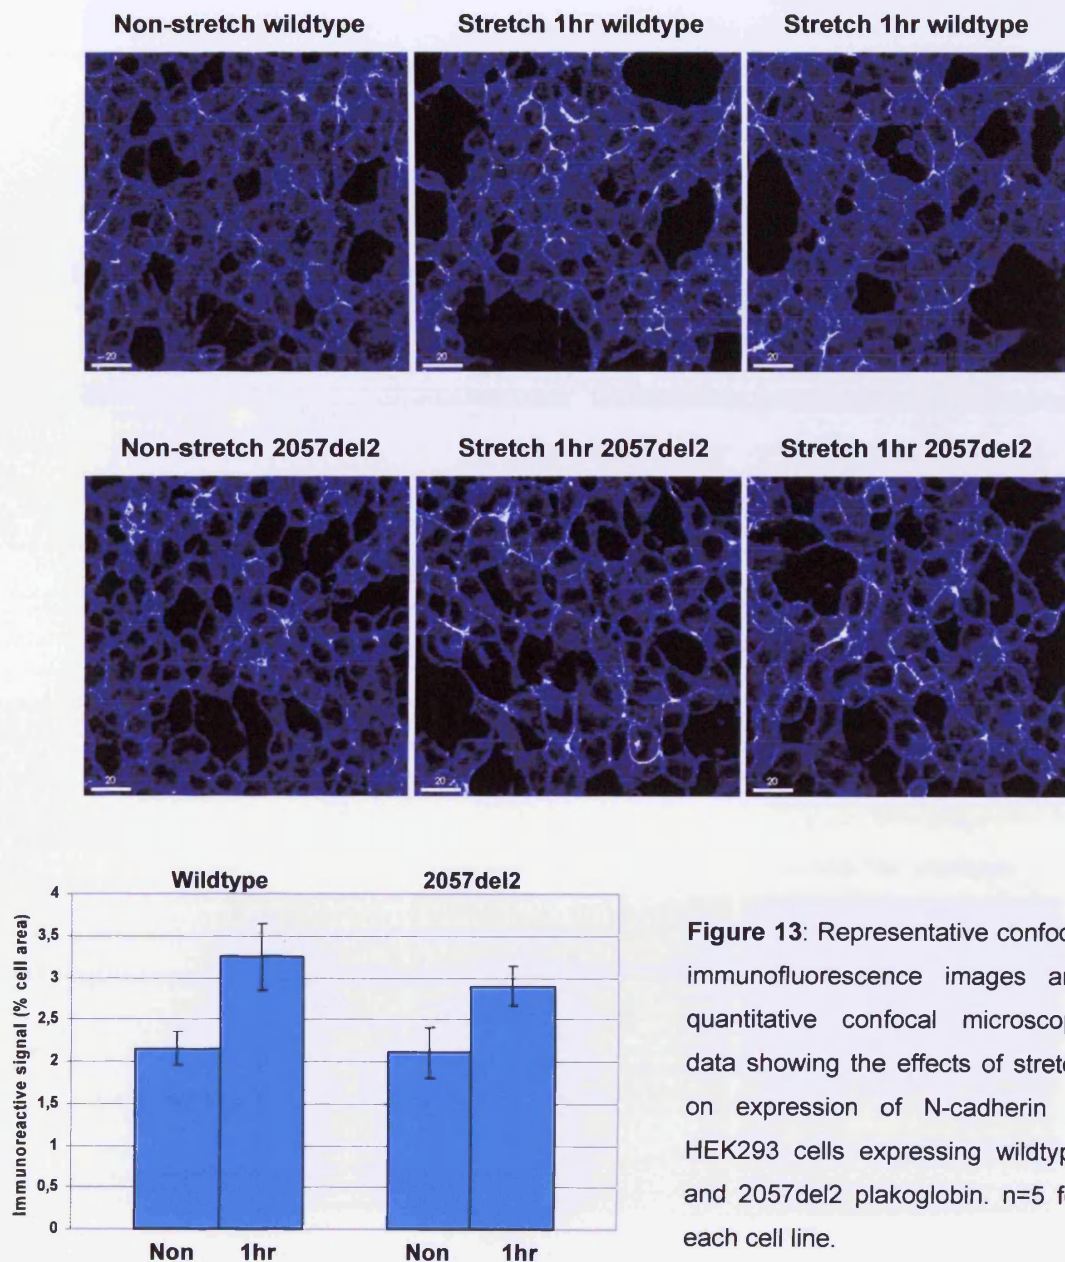 Non-stretch wildtype Stretch 1hr wildtype Stretch 1hr wildtype
20 20 20
Non-stretch 2057del2 Stretch 1hr 2057del2 Stretch 1hr 2057del2
20 20 20
Wildtype 2057del2
Immunoreactive signal (% cell area)
4
3,5
3
2,5
2
1,5
1
0,5
0
Non 1hr Non 1hr
Figure 13: Representative confoc
immunofluorescence images an
quantitative confocal microscop
data showing the effects of stretc
on expression of N-cadherin
HEK293 cells expressing wildtyp
and 2057del2 plakoglobin. n=5 fo
each cell line.